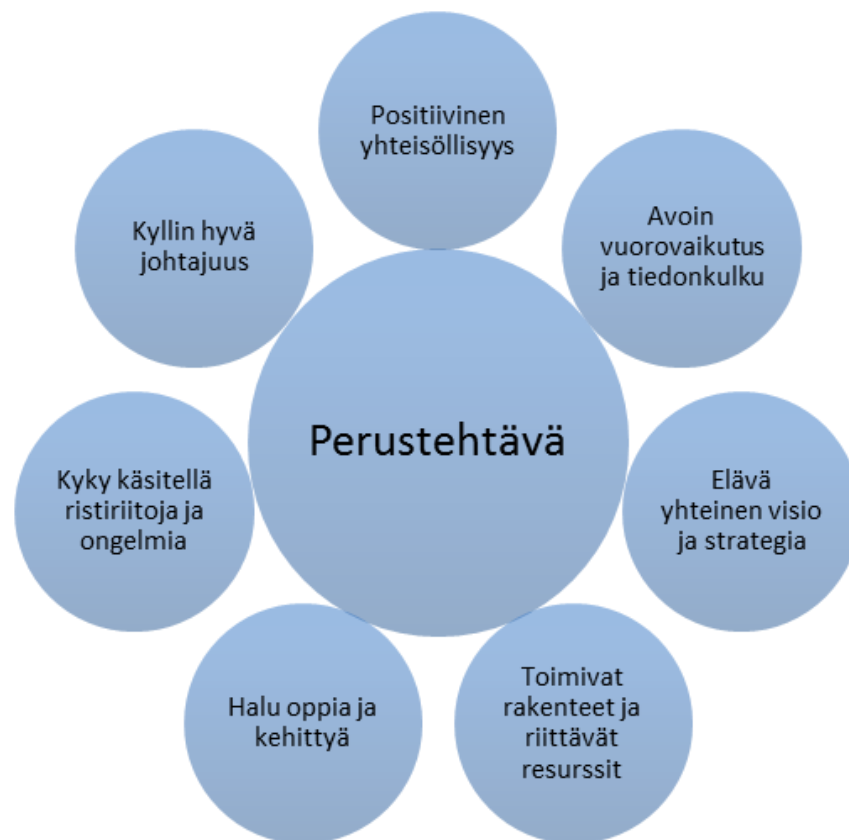 Positiivinen
yhteisöllisyys
Avoin
vuorovaikutus
ja tiedonkulku
Elävä
yhteinen visio
ja strategia
Toimivat
rakenteet ja
riittävät
resurssit
Halu oppia ja
kehittyä
Kyky käsitellä
ristiriitoja ja
ongelmia
Kyllin hyvä
johtajuus
Perustehtävä